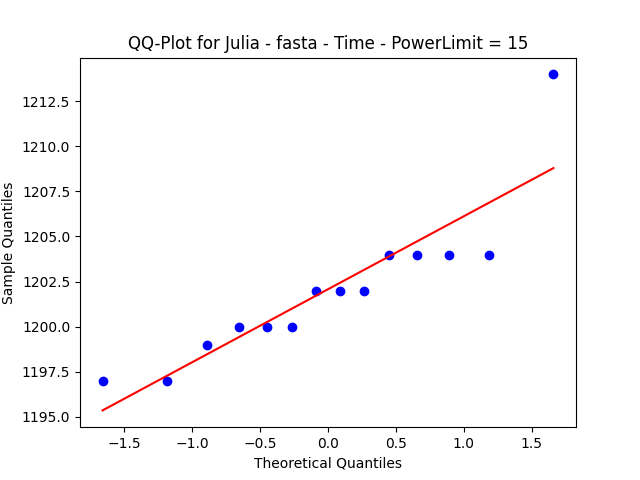 QQ-Plot for Julia - fasta - Time - PowerLimit = 15
1212.5
1210.0
1207.5
1205.0
1202.5
1200.0
1197.5
1195.0
Sample Quantiles
−1.5 −1.0 −0.5 0.0 0.5 1.0 1.5
Theoretical Quantiles